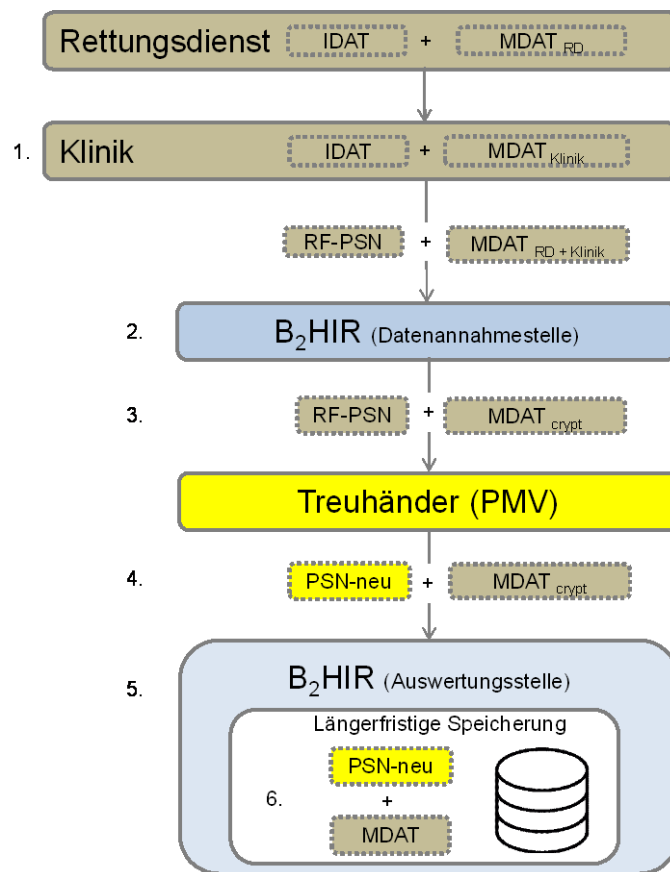 Rettungsdienst IDAT + MDAT RD
1. Klinik IDAT + MDAT Klinik
RF-PSN + MDAT RD + Klinik
2. B2HIR (Datenannahmestelle)
3. RF-PSN + MDAT crypt
Treuhänder (PMV)
4. PSN-neu + MDAT crypt
5. B2HIR (Auswertungsstelle)
Längerfristige Speicherung
PSN-neu
6. +
MDAT